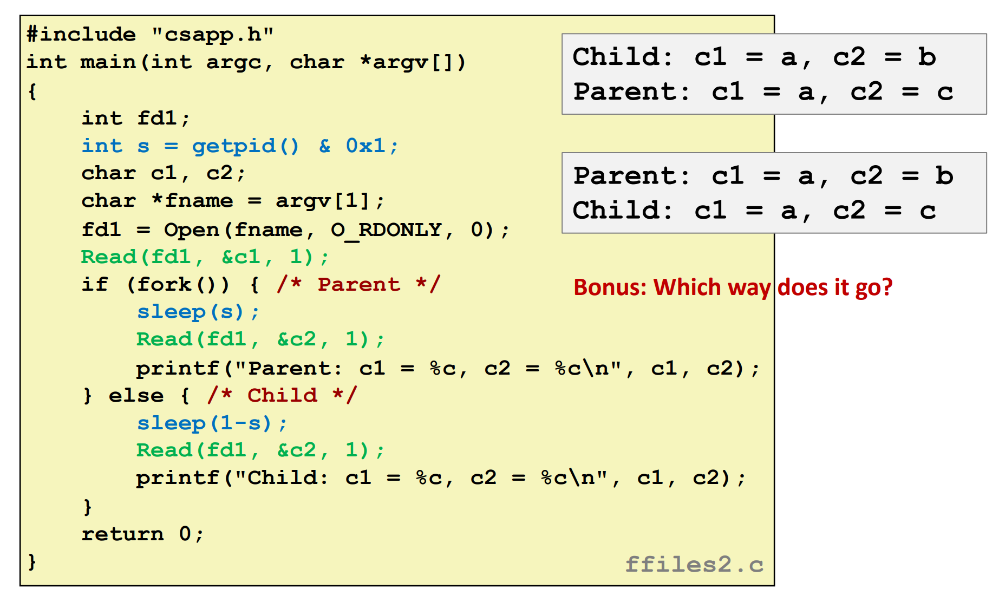 #include "csapp.h"
int main(int argc, char *argv[])
{
    int fd1;
    int s = getpid() & 0x1;
    char c1, c2;
    char *fname = argv[1];
    fd1 = Open(fname, O_RDONLY, 0);
    Read(fd1, &c1, 1);
    if (fork()) { /* Parent */
        sleep(s);
        Read(fd1, &c2, 1);
        printf("Parent: c1 = %c, c2 = %c\n", c1, c2);
    } else { /* Child */
        sleep(1-s);
        Read(fd1, &c2, 1);
        printf("Child: c1 = %c, c2 = %c\n", c1, c2);
    }
    return 0;
}
ffiles2.c
Child: c1 = a, c2 = b
Parent: c1 = a, c2 = c
Parent: c1 = a, c2 = b
Child: c1 = a, c2 = c
Bonus: Which way does it go?